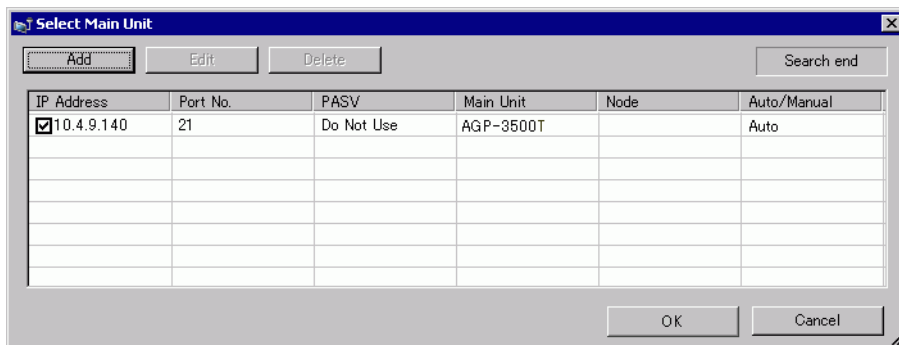 Select Main Unit
Add Edit Delete Search end
IP Address Port No. PASV Main Unit Node Auto/Manual
10.4.9.140 21 Do Not Use AGP-3500T Auto
OK Cancel